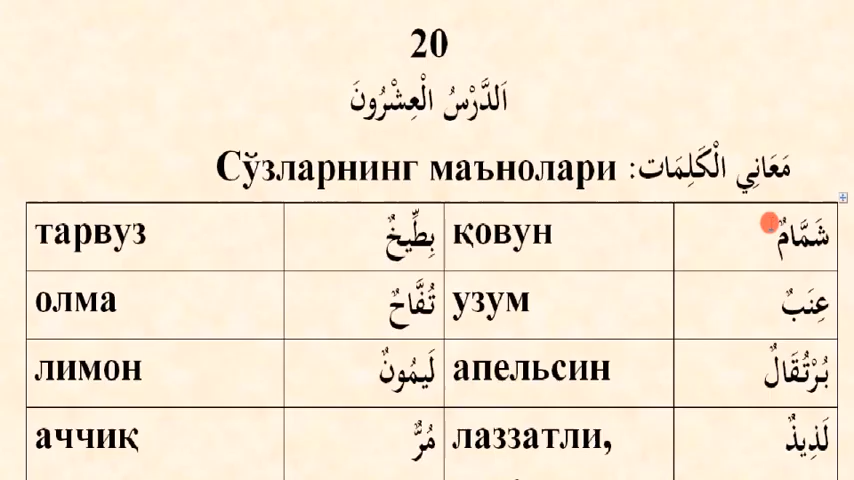 20
اَلدَّرْسُ الْعِشْرُونَ
Сўзларнинг маънолари :مَعَانِي الْكَلِمَات
тарвуз بِطِّيخٌ қовун شَمَّامٌ
олма تُفَّاحٌ узум عِنَبٌ
лимон لَيمُونٌ апельсин بُرْتُقَالٌ
аччиқ مُرٌّ лаззатли, لَذِيذٌ